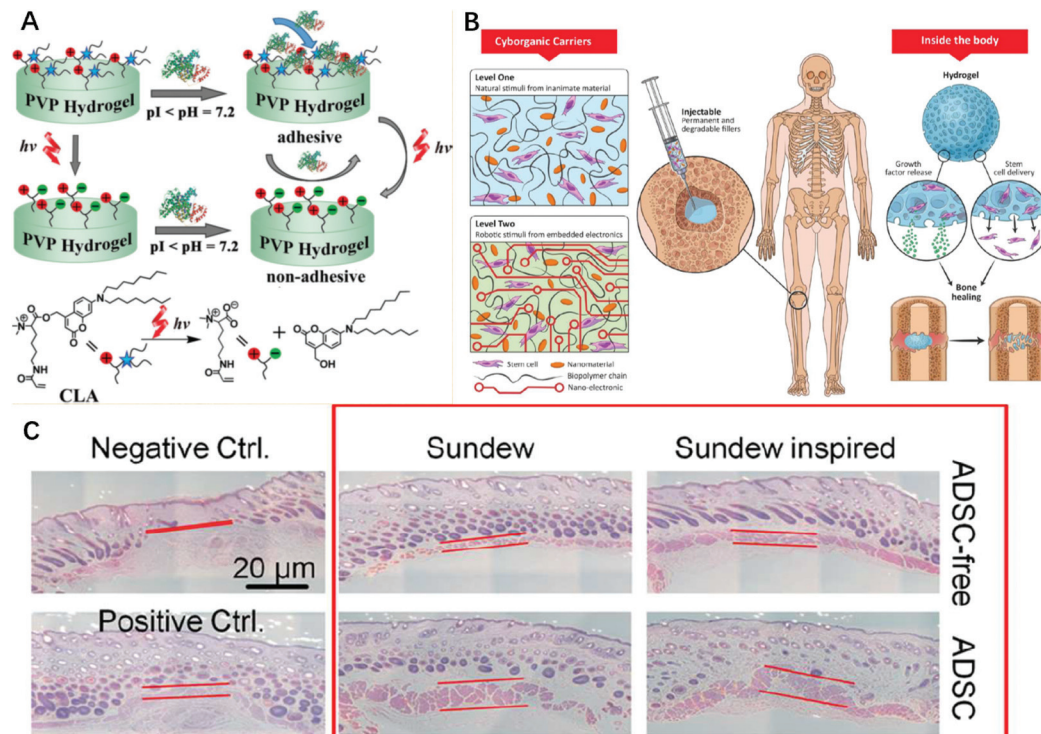 A
PVP Hydrogel
pI < pH = 7.2
PVP Hydrogel
adhesive
hν
hν
PVP Hydrogel
pI < pH = 7.2
PVP Hydrogel
non-adhesive
hν
+
CLA
B
Cyborganic Carriers
Level One
Natural stimuli from inanimate material
Level Two
Robotic stimuli from embedded electronics
Stem cell
Nanomaterial
Biopolymer chain
Nano-electronic
Injectable
Permanent and
degradable fillers
Inside the body
Hydrogel
Growth
factor release
Stem
cell delivery
Bone
healing
C
Negative Ctrl.
Sundew
Sundew inspired
20 μm
ADSC-free
Positive Ctrl.
ADSC